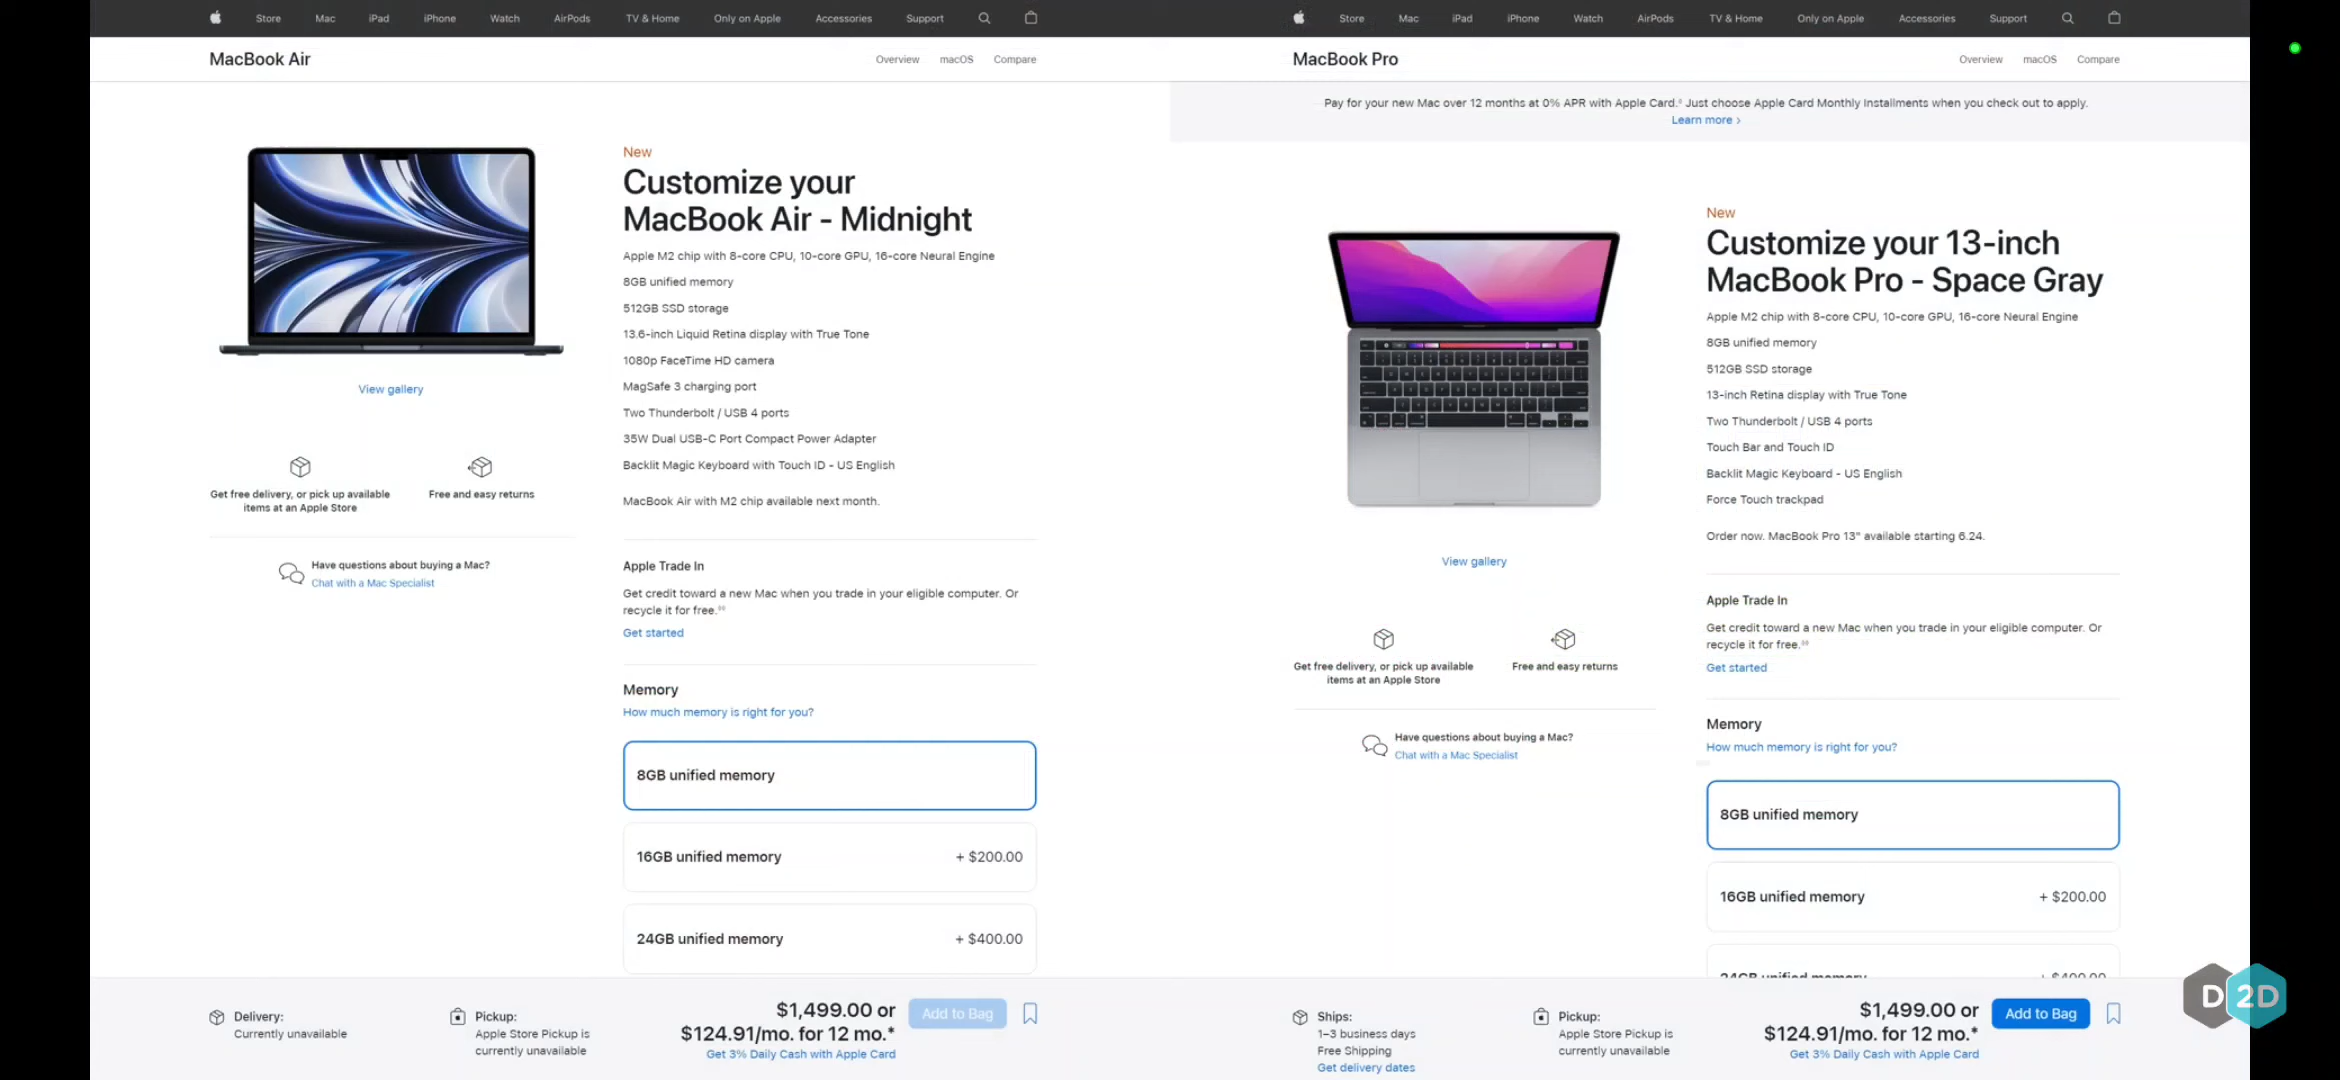 Store
Mac
iPad
iPhone
Watch
AirPods
TV & Home
Only on Apple
Accessories
Support
MacBook Air
Overview
macOS
Compare
New
Customize your
MacBook Air - Midnight
Apple M2 chip with 8-core CPU, 10-core GPU, 16-core Neural Engine
8GB unified memory
512GB SSD storage
13.6-inch Liquid Retina display with True Tone
1080p FaceTime HD camera
MagSafe 3 charging port
Two Thunderbolt / USB 4 ports
35W Dual USB-C Port Compact Power Adapter
Backlit Magic Keyboard with Touch ID - US English
MacBook Air with M2 chip available next month.
View gallery
Get free delivery, or pick up available
items at an Apple Store
Free and easy returns
Have questions about buying a Mac?
Chat with a Mac Specialist
Apple Trade In
Get credit toward a new Mac when you trade in your eligible computer. Or
recycle it for free.
Get started
Memory
How much memory is right for you?
8GB unified memory
16GB unified memory + $200.00
24GB unified memory + $400.00
Delivery:
Currently unavailable
Pickup:
Apple Store Pickup is
currently unavailable
$1,499.00 or
$124.91/mo. for 12 mo.*
Get 3% Daily Cash with Apple Card
Add to Bag
Store
Mac
iPad
iPhone
Watch
AirPods
TV & Home
Only on Apple
Accessories
Support
MacBook Pro
Overview
macOS
Compare
Pay for your new Mac over 12 months at 0% APR with Apple Card. Just choose Apple Card Monthly Installments when you check out to apply.
Learn more ›
New
Customize your 13-inch
MacBook Pro - Space Gray
Apple M2 chip with 8-core CPU, 10-core GPU, 16-core Neural Engine
8GB unified memory
512GB SSD storage
13-inch Retina display with True Tone
Two Thunderbolt / USB 4 ports
Touch Bar and Touch ID
Backlit Magic Keyboard - US English
Force Touch trackpad
Order now. MacBook Pro 13" available starting 6.24.
View gallery
Get free delivery, or pick up available
items at an Apple Store
Free and easy returns
Have questions about buying a Mac?
Chat with a Mac Specialist
Apple Trade In
Get credit toward a new Mac when you trade in your eligible computer. Or
recycle it for free.
Get started
Memory
How much memory is right for you?
8GB unified memory
16GB unified memory + $200.00
24GB unified memory + $400.00
Ships:
1–3 business days
Free Shipping
Get delivery dates
Pickup:
Apple Store Pickup is
currently unavailable
$1,499.00 or
$124.91/mo. for 12 mo.*
Get 3% Daily Cash with Apple Card
Add to Bag
D2D